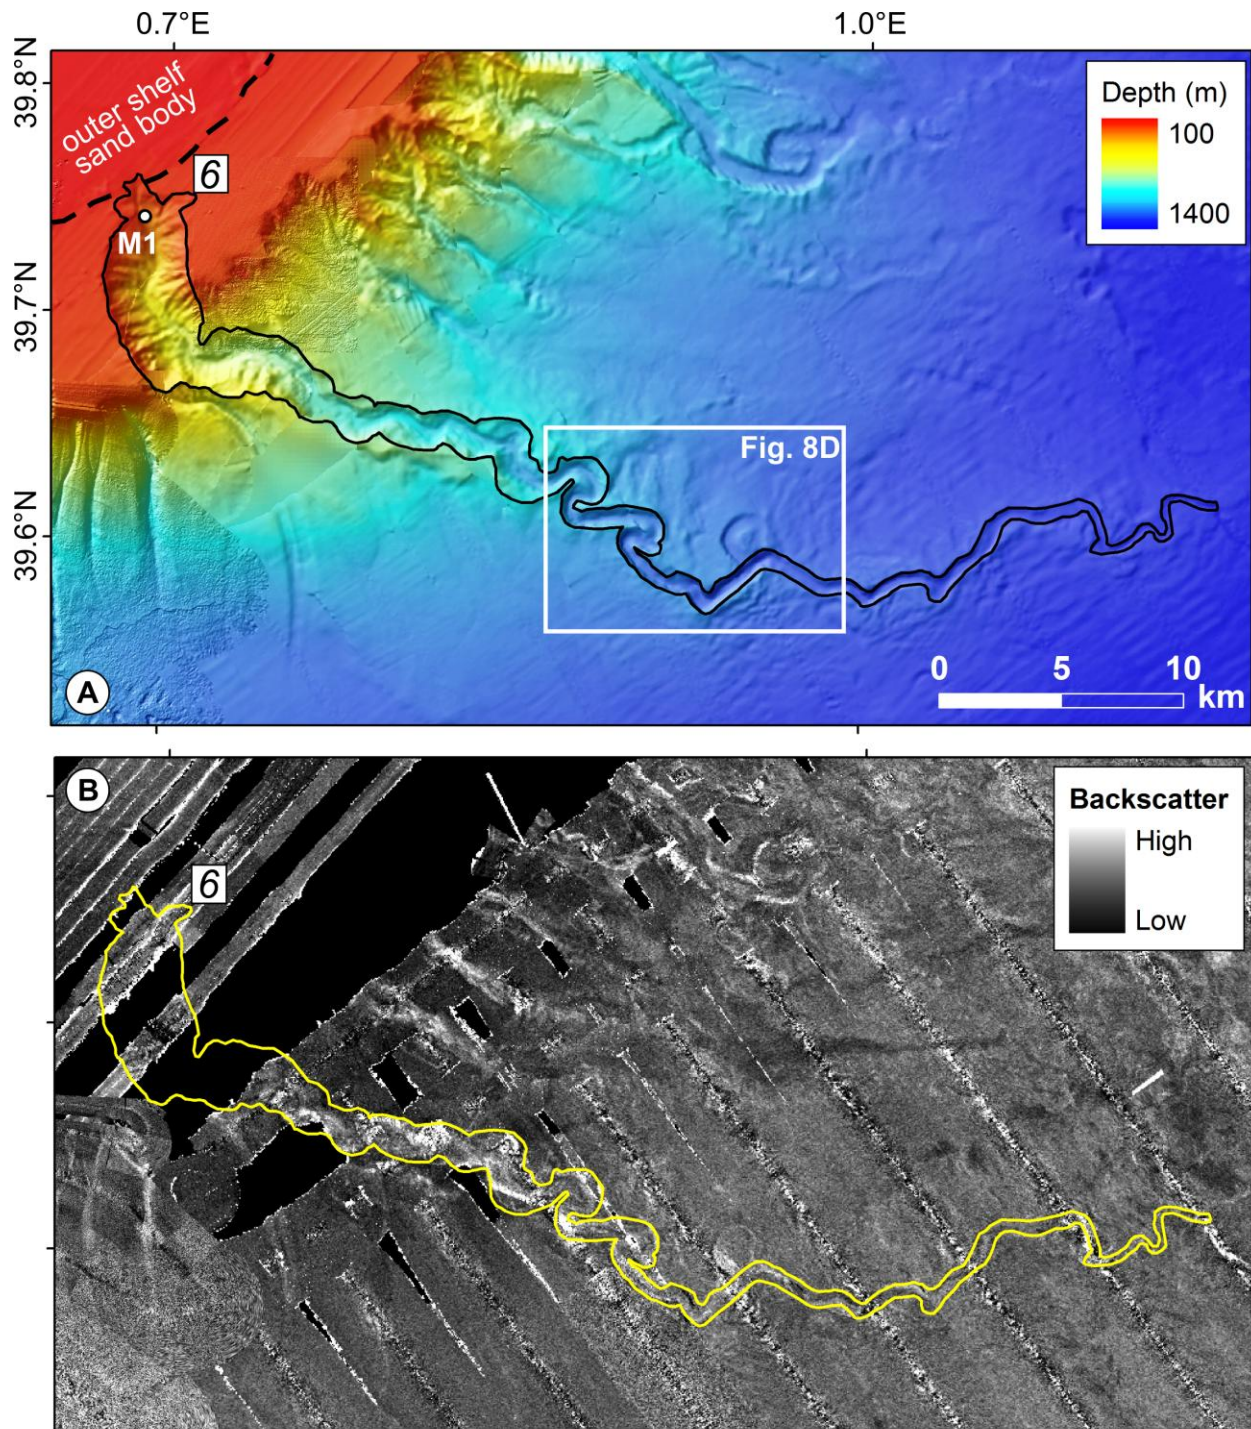 0.7°E
1.0°E
39.8°N
39.7°N
39.6°N
outer shelf
sand body
6
M1
Depth (m)
100
1400
Fig. 8D
0
5
10
km
A
B
6
Backscatter
High
Low